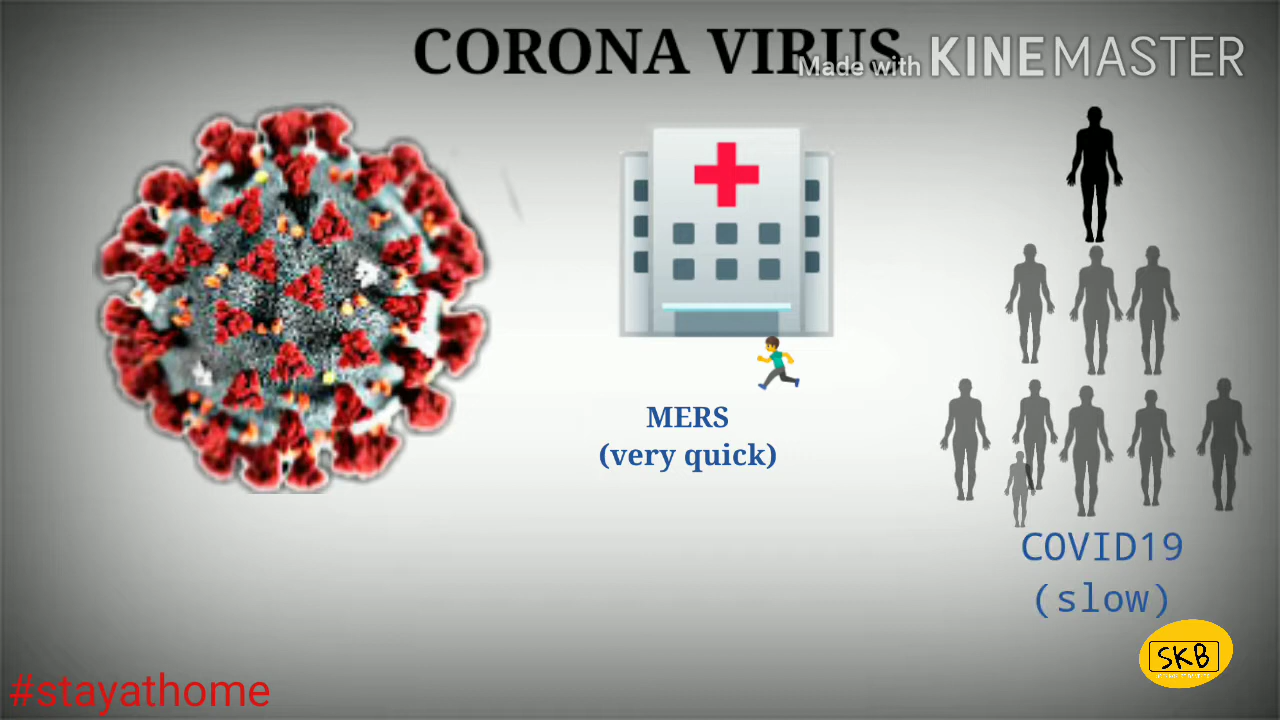 CORONA VIRUS
Made with KINEMASTER
MERS
(very quick)
COVID19
(slow)
SKB
#stayathome